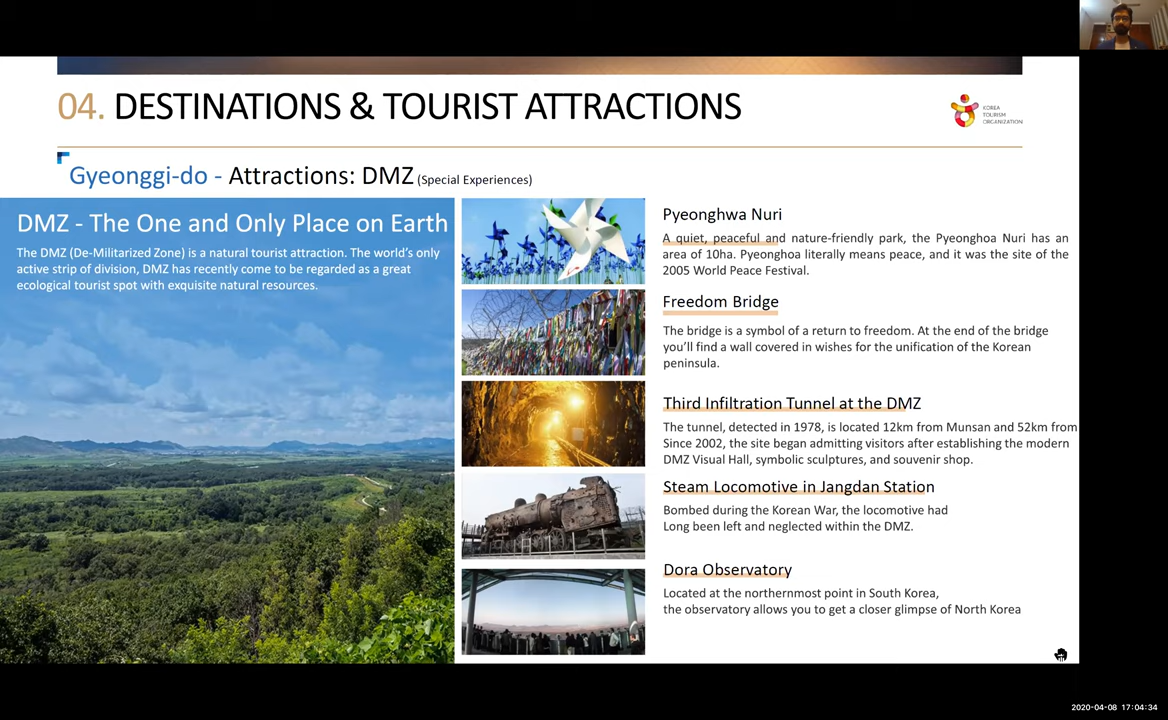 04. DESTINATIONS & TOURIST ATTRACTIONS
KOREA
TOURISM
ORGANIZATION
Gyeonggi-do - Attractions: DMZ (Special Experiences)
DMZ - The One and Only Place on Earth
The DMZ (De-Militarized Zone) is a natural tourist attraction. The world's only
active strip of division, DMZ has recently come to be regarded as a great
ecological tourist spot with exquisite natural resources.
Pyeonghwa Nuri
A quiet, peaceful and nature-friendly park, the Pyeonghoa Nuri has an
area of 10ha. Pyeonghoa literally means peace, and it was the site of the
2005 World Peace Festival.
Freedom Bridge
The bridge is a symbol of a return to freedom. At the end of the bridge
you'll find a wall covered in wishes for the unification of the Korean
peninsula.
Third Infiltration Tunnel at the DMZ
The tunnel, detected in 1978, is located 12km from Munsan and 52km from
Since 2002, the site began admitting visitors after establishing the modern
DMZ Visual Hall, symbolic sculptures, and souvenir shop.
Steam Locomotive in Jangdan Station
Bombed during the Korean War, the locomotive had
Long been left and neglected within the DMZ.
Dora Observatory
Located at the northernmost point in South Korea,
the observatory allows you to get a closer glimpse of North Korea
2020-04-08 17:04:34